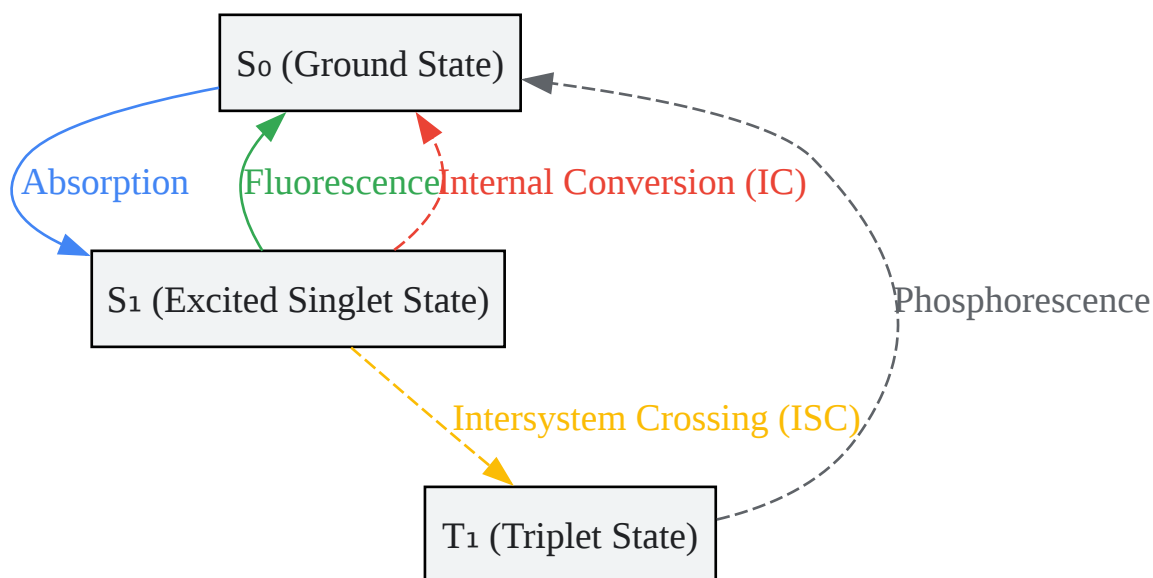 S₀ (Ground State)
Absorption
Fluorescence
Internal Conversion (IC)
S₁ (Excited Singlet State)
Phosphorescence
Intersystem Crossing (ISC)
T₁ (Triplet State)